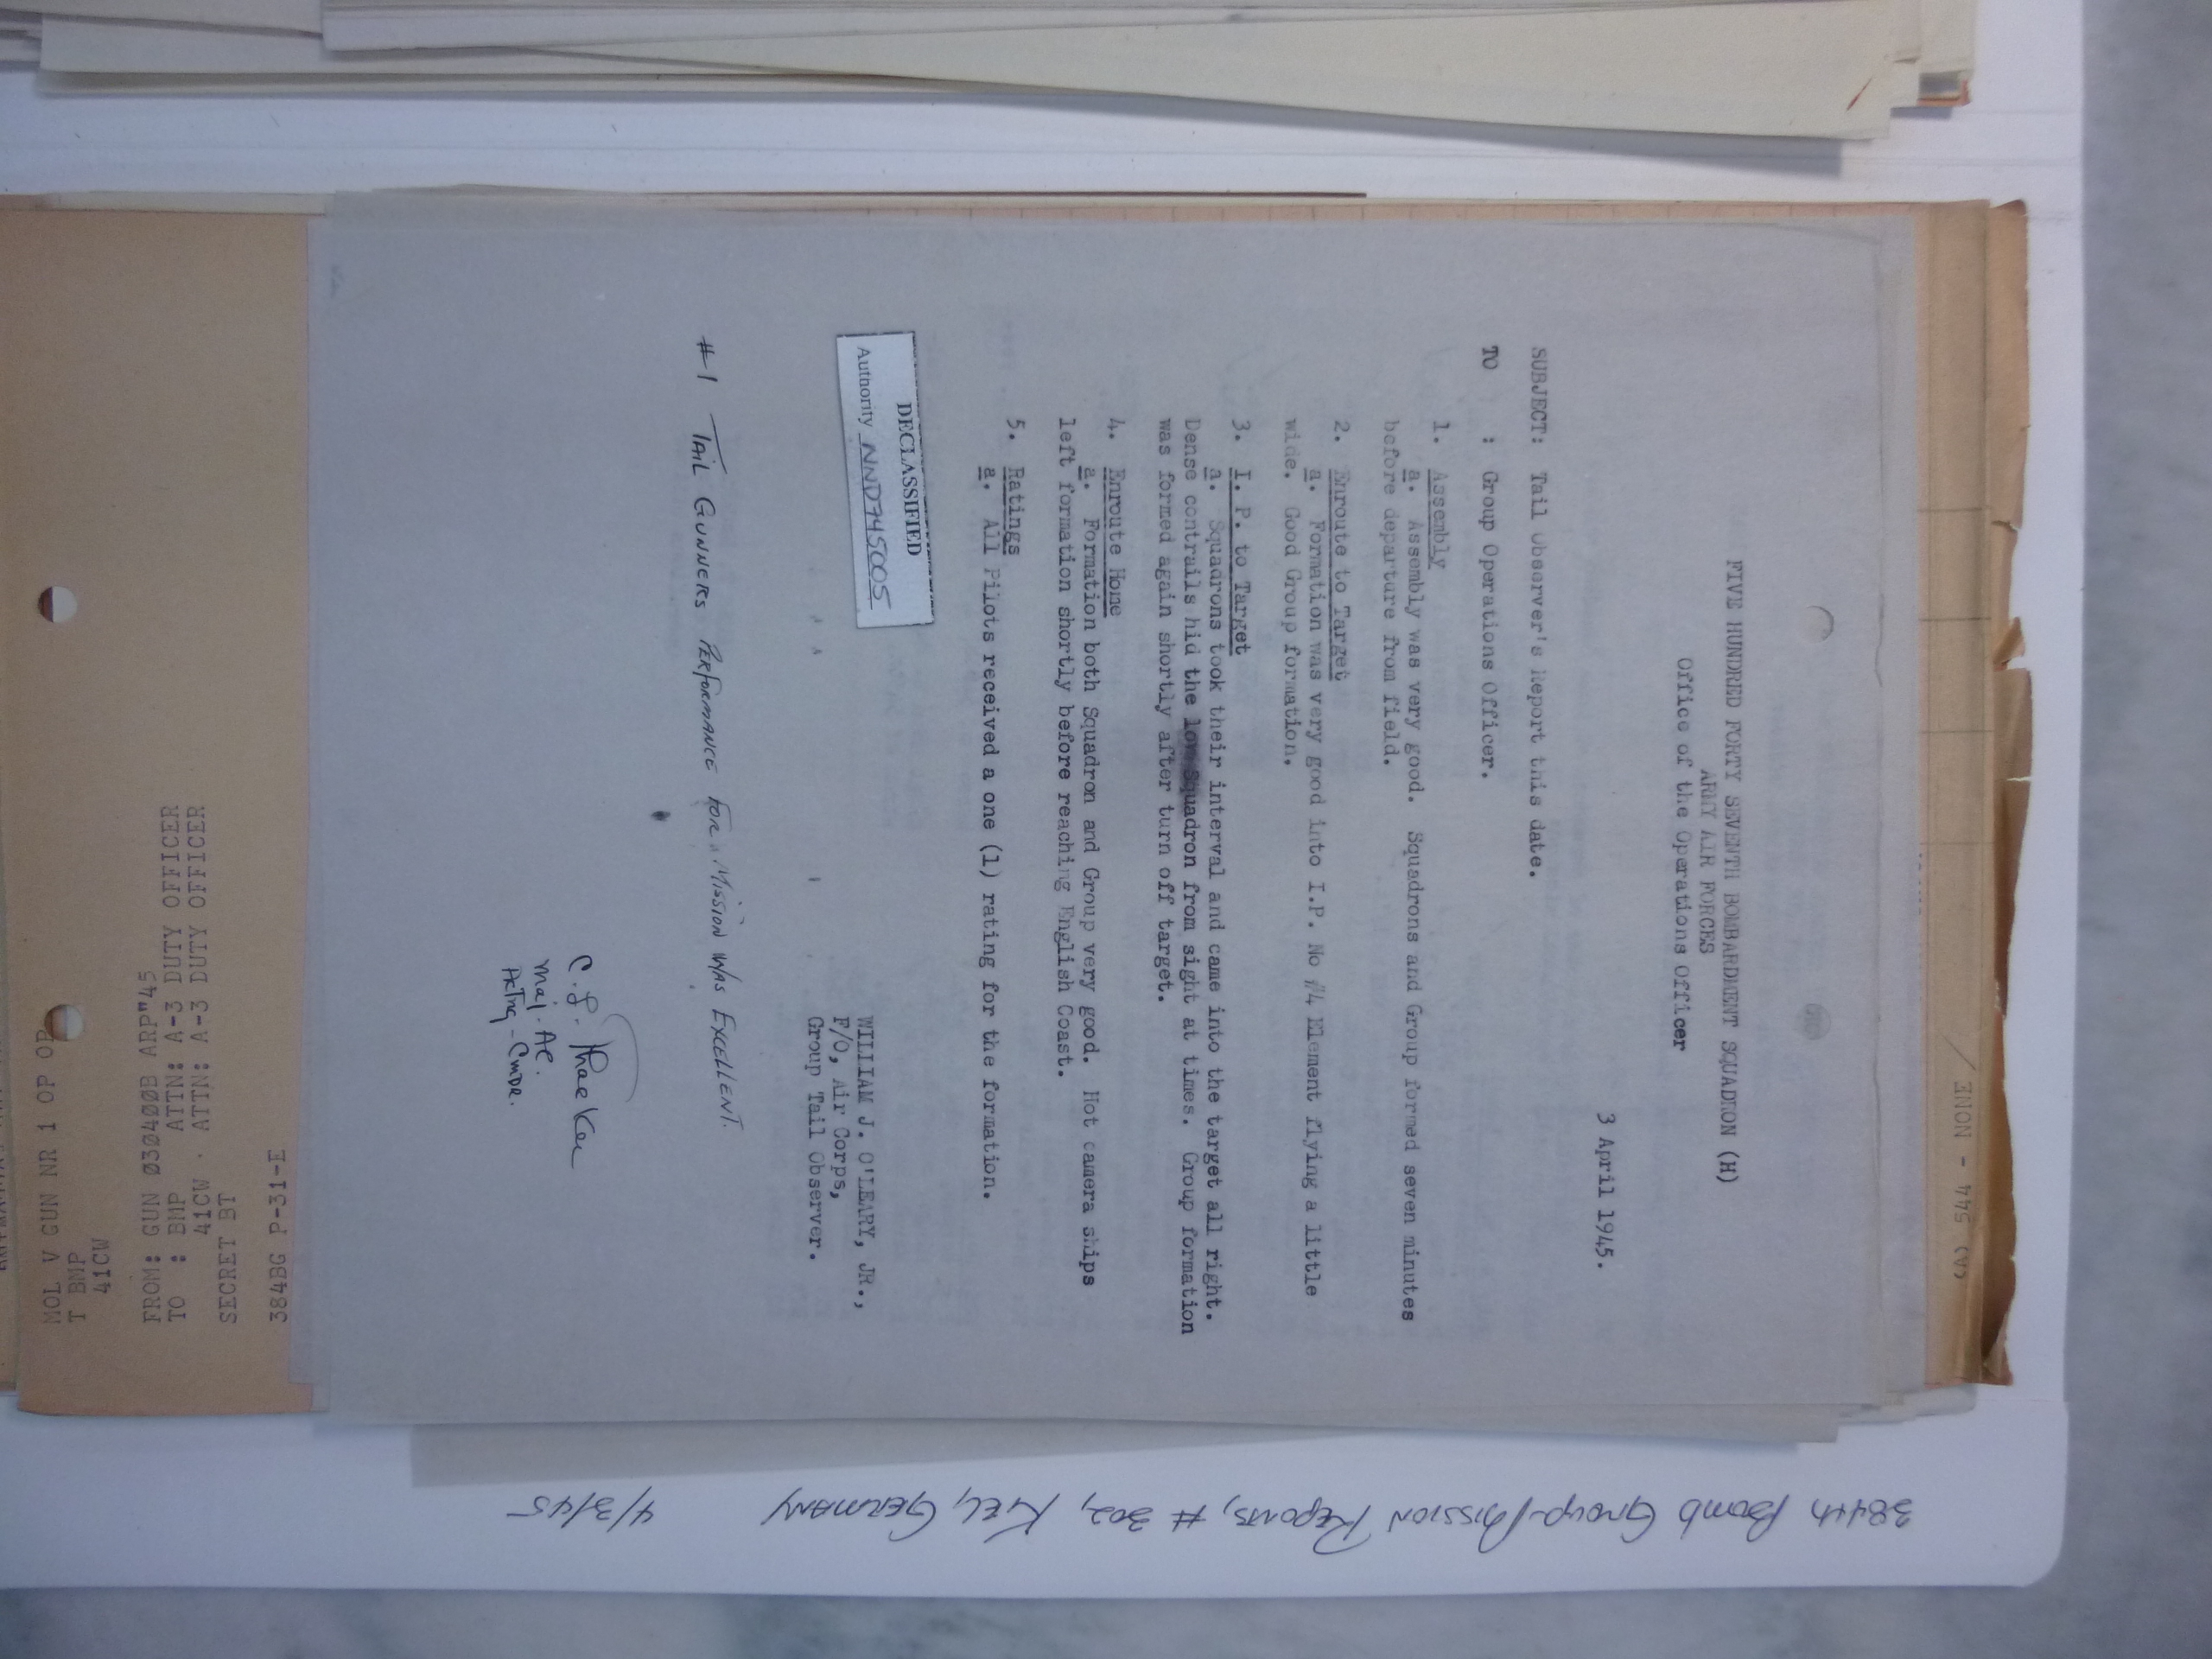 FIVE HUNDRED FORTY SEVENTH BOMBARDMENT SQUADRON (H)
ARMY AIR FORCES
Office of the Operations Officer
3 April 1945.
SUBJECT: Tail Observer's Report this date.
TO : Group Operations Officer.
1. Assembly
a. Assembly was very good. Squadrons and Group formed seven minutes
before departure from field.
2. Enroute to Target
a. Formation was very good into I.P. No #4 Element flying a little
wide. Good Group formation.
3. I. P. to Target
a. Squadrons took their interval and came into the target all right.
Dense contrails hid the low Squadron from sight at times. Group formation
was formed again shortly after turn off target.
4. Enroute Home
a. Formation both Squadron and Group very good. Hot camera ships
left formation shortly before reaching English Coast.
5. Ratings
a. All Pilots received a one (1) rating for the formation.
WILLIAM J. O'LEARY, JR.,
F/O, Air Corps,
Group Tail Observer.
DECLASSIFIED
Authority NND745005
#1 TAIL GUNNERS PERFORMANCE FOR MISSION WAS EXCELLENT.
Maj. AC.
AkTng-Cmdr.
MOL V GUN NR 1 OP OP
T BMP
41CW
FROM: GUN Ø304ØØB ARP"45
TO : BMP ATTN: A-3 DUTY OFFICER
41CW . ATTN: A-3 DUTY OFFICER
SECRET BT
384BG P-31-E
384th Bomb Group-Mission Reports, # 302, Kiel, Germany 4/3/45
544 - NONE